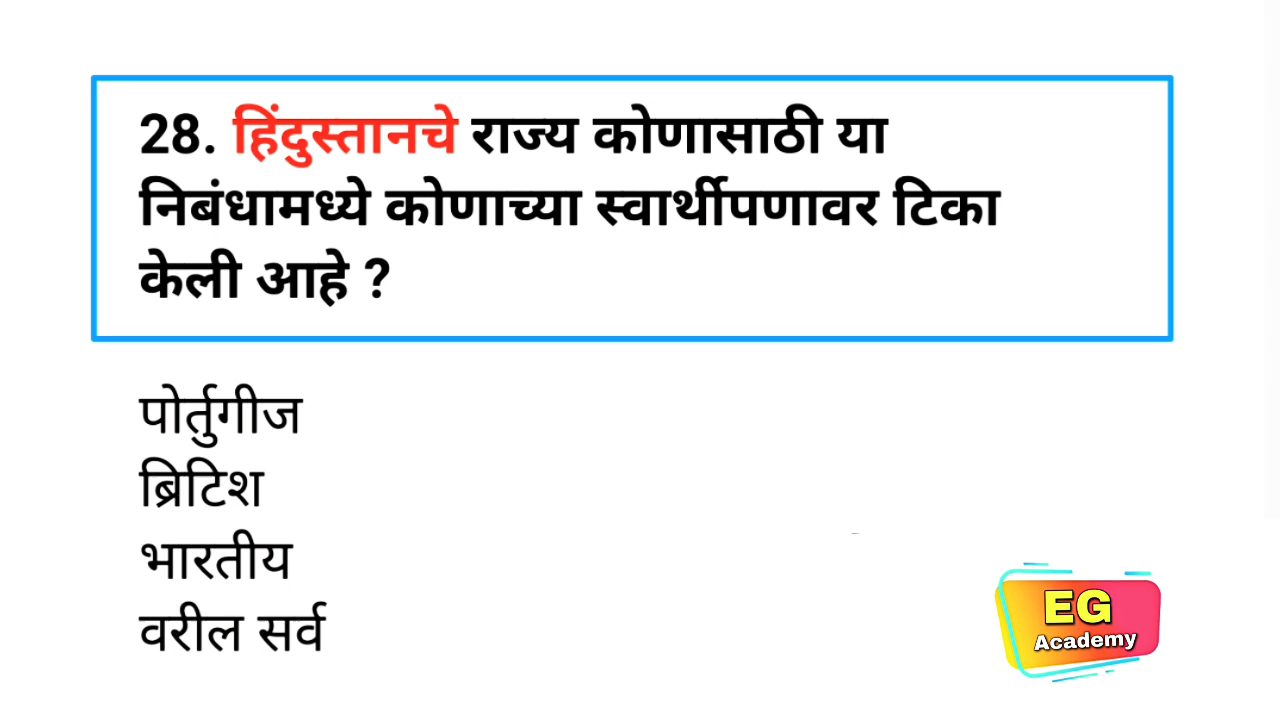 28. हिंदुस्तानचे राज्य कोणासाठी या
निबंधामध्ये कोणाच्या स्वार्थीपणावर टिका
केली आहे ?
पोर्तुगीज
ब्रिटिश
भारतीय
वरील सर्व
EG
Academy